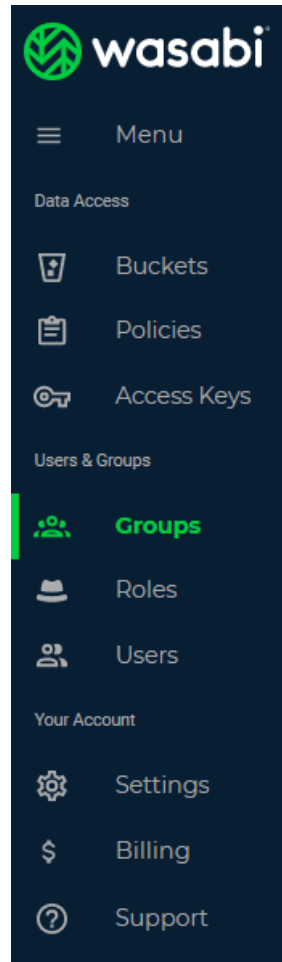 wasabi
Menu
Data Access
Buckets
Policies
Access Keys
Users & Groups
Groups
Roles
Users
Your Account
Settings
Billing
Support